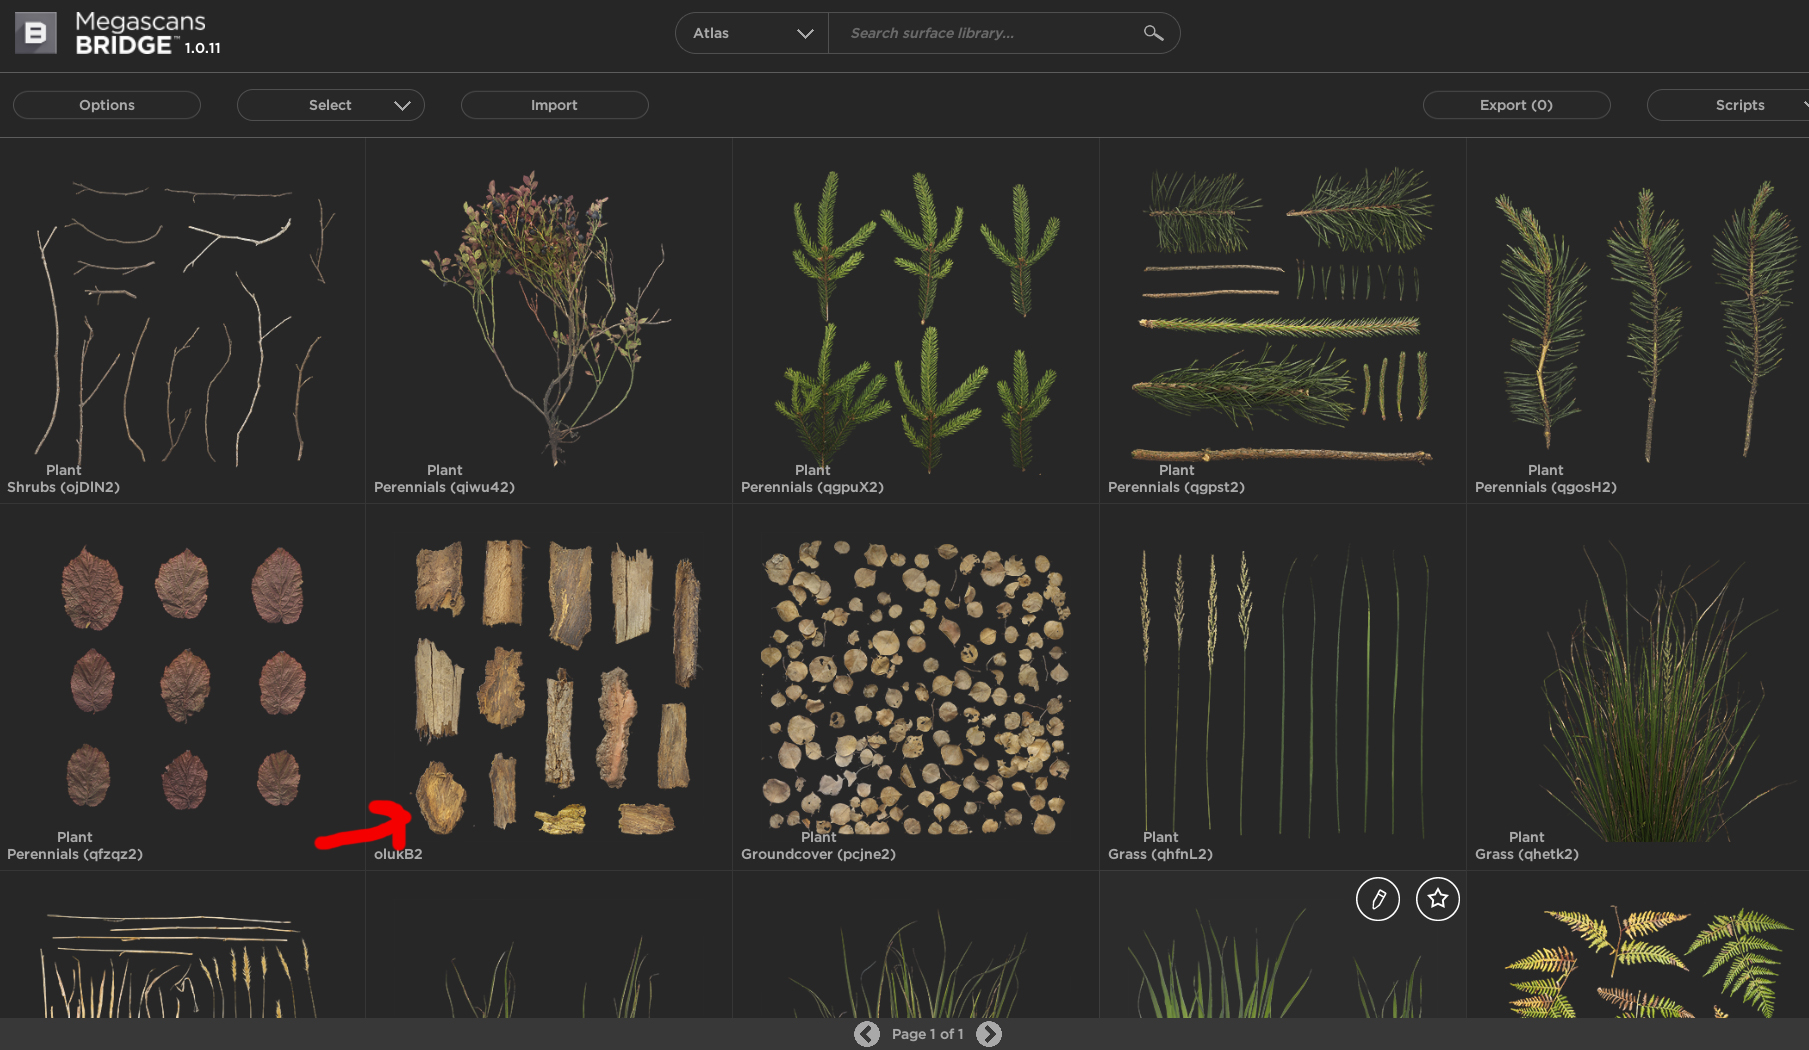 Megascans
BRIDGE™ 1.0.11
Atlas
Search surface library...
Options
Select
Import
Export (0)
Scripts
Plant
Shrubs (ojDIN2)
Plant
Perennials (qiwu42)
Plant
Perennials (qgpuX2)
Plant
Perennials (qgpst2)
Plant
Perennials (qgosH2)
Plant
Perennials (qfzqz2)
olukB2
Plant
Groundcover (pcjne2)
Plant
Grass (qhfnL2)
Plant
Grass (qhetk2)
Page 1 of 1